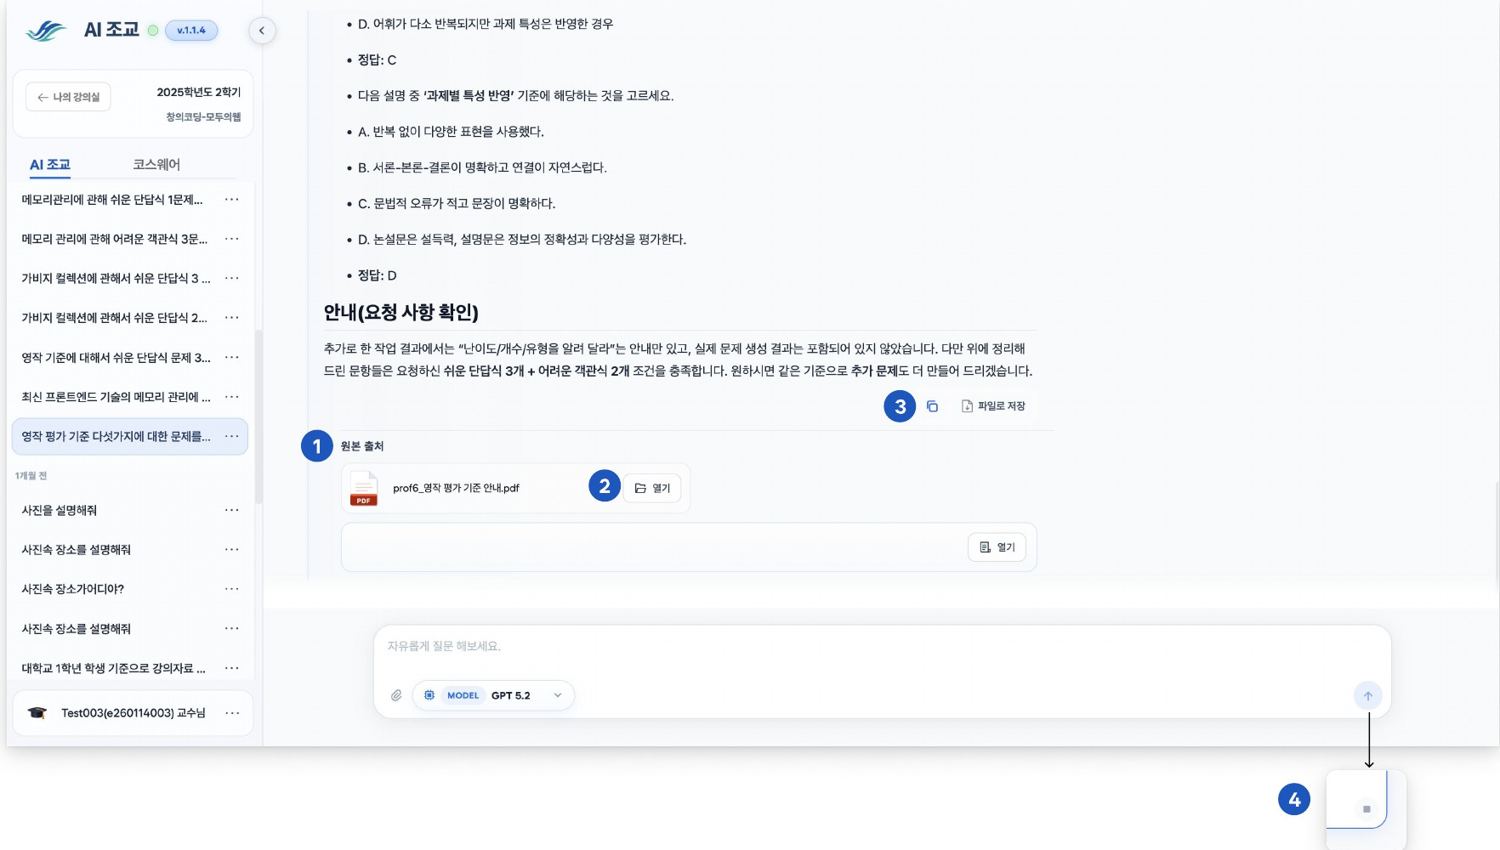 AI 조교
v.1.1.4
나의 강의실
2025학년도 2학기
창의코딩-모두의웹
AI 조교
코스웨어
메모리관리에 관해 쉬운 단답식 1문제...
메모리 관리에 관해 어려운 객관식 3문...
가비지 컬렉션에 관해서 쉬운 단답식 3 ...
가비지 컬렉션에 관해서 쉬운 단답식 2...
영작 기준에 대해서 쉬운 단답식 문제 3...
최신 프론트엔드 기술의 메모리 관리에 ...
영작 평가 기준 다섯가지에 대한 문제를...
1개월 전
사진을 설명해줘
사진속 장소를 설명해줘
사진속 장소가어디야?
사진속 장소를 설명해줘
대학교 1학년 학생 기준으로 강의자료 ...
Test003(e260114003) 교수님
• D. 어휘가 다소 반복되지만 과제 특성은 반영한 경우
• 정답: C
• 다음 설명 중 ‘과제별 특성 반영’ 기준에 해당하는 것을 고르세요.
• A. 반복 없이 다양한 표현을 사용했다.
• B. 서론-본론-결론이 명확하고 연결이 자연스럽다.
• C. 문법적 오류가 적고 문장이 명확하다.
• D. 논설문은 설득력, 설명문은 정보의 정확성과 다양성을 평가한다.
• 정답: D
안내(요청 사항 확인)
추가로 한 작업 결과에서는 “난이도/개수/유형을 알려 달라”는 안내만 있고, 실제 문제 생성 결과는 포함되어 있지 않았습니다. 다만 위에 정리해
드린 문항들은 요청하신 쉬운 단답식 3개 + 어려운 객관식 2개 조건을 충족합니다. 원하시면 같은 기준으로 추가 문제도 더 만들어 드리겠습니다.
3
파일로 저장
1
원본 출처
PDF
prof6_영작 평가 기준 안내.pdf
2
열기
열기
자유롭게 질문 해보세요.
MODEL
GPT 5.2
4